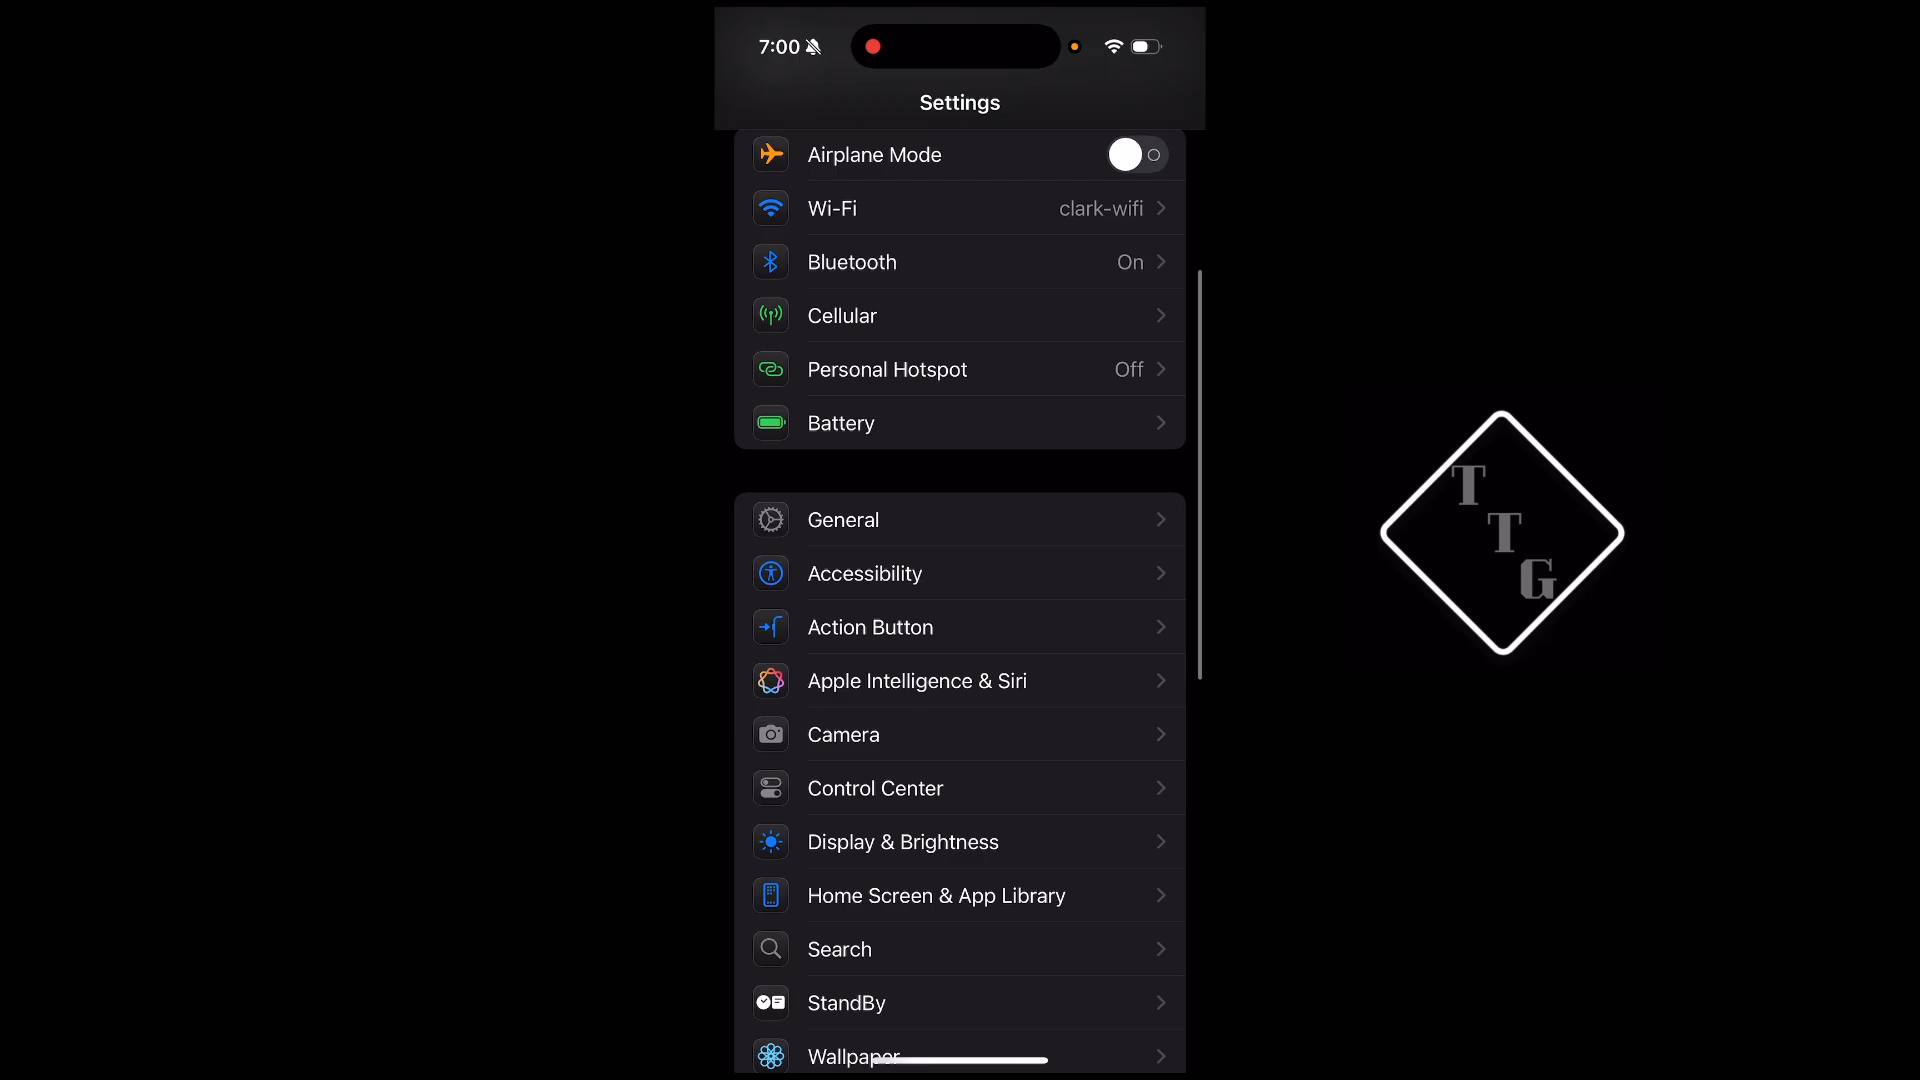 7:00
Settings
Airplane Mode
Wi-Fi clark-wifi
Bluetooth On
Cellular
Personal Hotspot Off
Battery
General
Accessibility
Action Button
Apple Intelligence & Siri
Camera
Control Center
Display & Brightness
Home Screen & App Library
Search
StandBy
Wallpaper
T
T
G